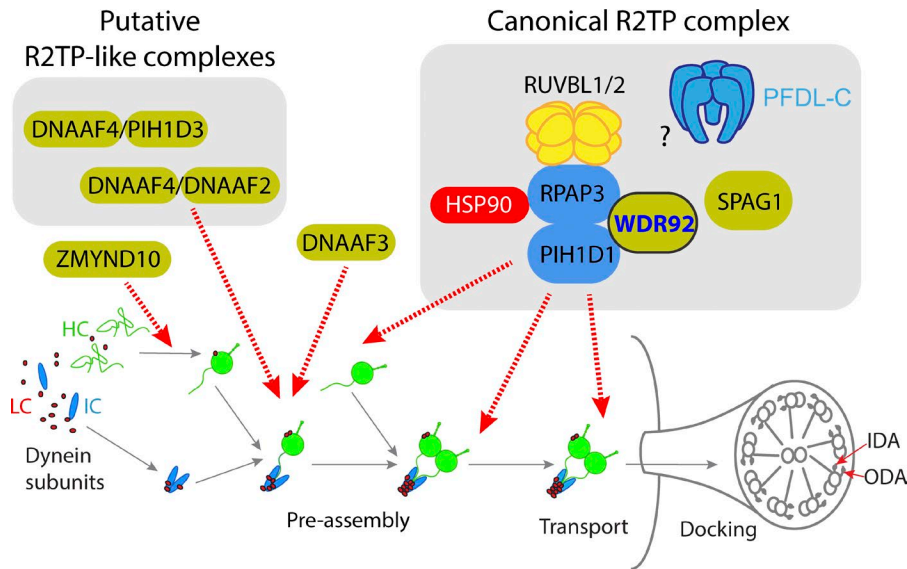 Putative
R2TP-like complexes
Canonical R2TP complex
DNAAF4/PIH1D3
DNAAF4/DNAAF2
RUVBL1/2
PFDL-C
?
HSP90
RPAP3
WDR92
SPAG1
PIH1D1
ZMYND10
DNAAF3
HC
LC
IC
Dynein
subunits
Pre-assembly
Transport
Docking
IDA
ODA